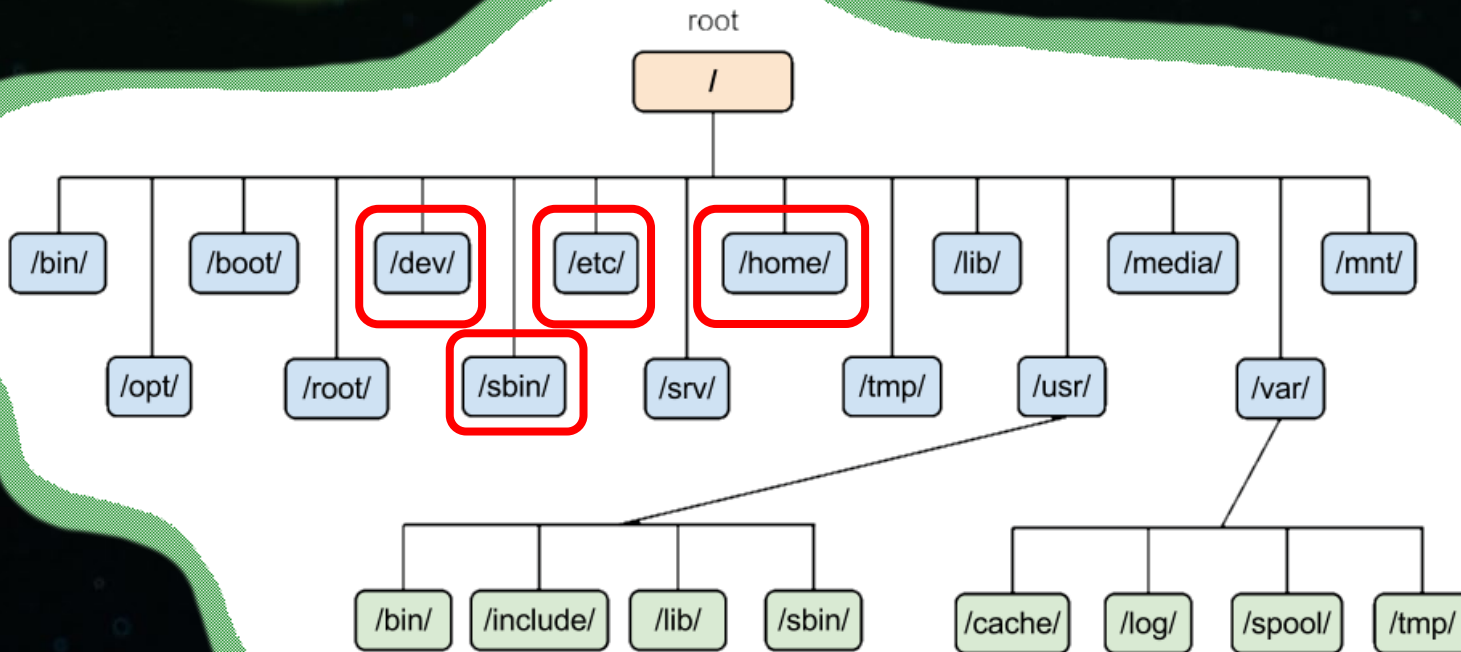 root
/
/bin/
/boot/
/dev/
/etc/
/home/
/lib/
/media/
/mnt/
/opt/
/root/
/sbin/
/srv/
/tmp/
/usr/
/var/
/bin/
/include/
/lib/
/sbin/
/cache/
/log/
/spool/
/tmp/